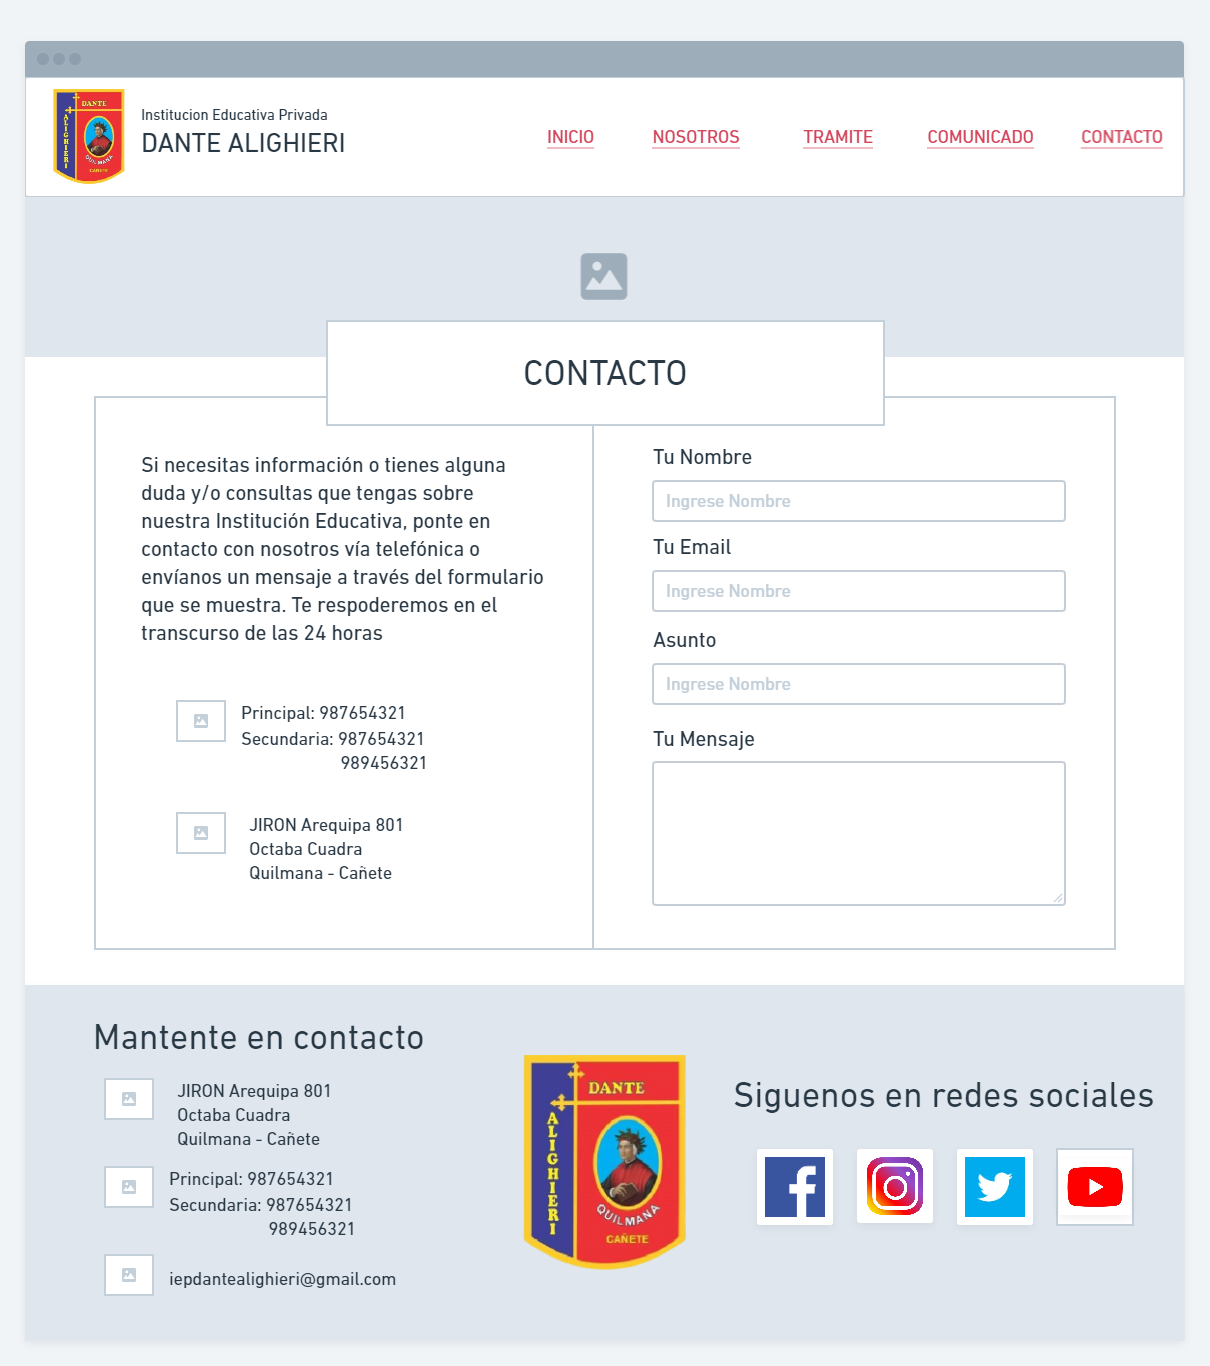 DANTE
ALIGHIERI
QUILMANA
CAÑETE
Institucion Educativa Privada
DANTE ALIGHIERI
INICIO
NOSOTROS
TRAMITE
COMUNICADO
CONTACTO
CONTACTO
Si necesitas información o tienes alguna
duda y/o consultas que tengas sobre
nuestra Institución Educativa, ponte en
contacto con nosotros vía telefónica o
envíanos un mensaje a través del formulario
que se muestra. Te respoderemos en el
transcurso de las 24 horas
Principal: 987654321
Secundaria: 987654321
989456321
JIRON Arequipa 801
Octaba Cuadra
Quilmana - Cañete
Tu Nombre
Ingrese Nombre
Tu Email
Ingrese Nombre
Asunto
Ingrese Nombre
Tu Mensaje
Mantente en contacto
JIRON Arequipa 801
Octaba Cuadra
Quilmana - Cañete
Principal: 987654321
Secundaria: 987654321
989456321
iepdantealighieri@gmail.com
DANTE
ALIGHIERI
QUILMANA
CAÑETE
Siguenos en redes sociales